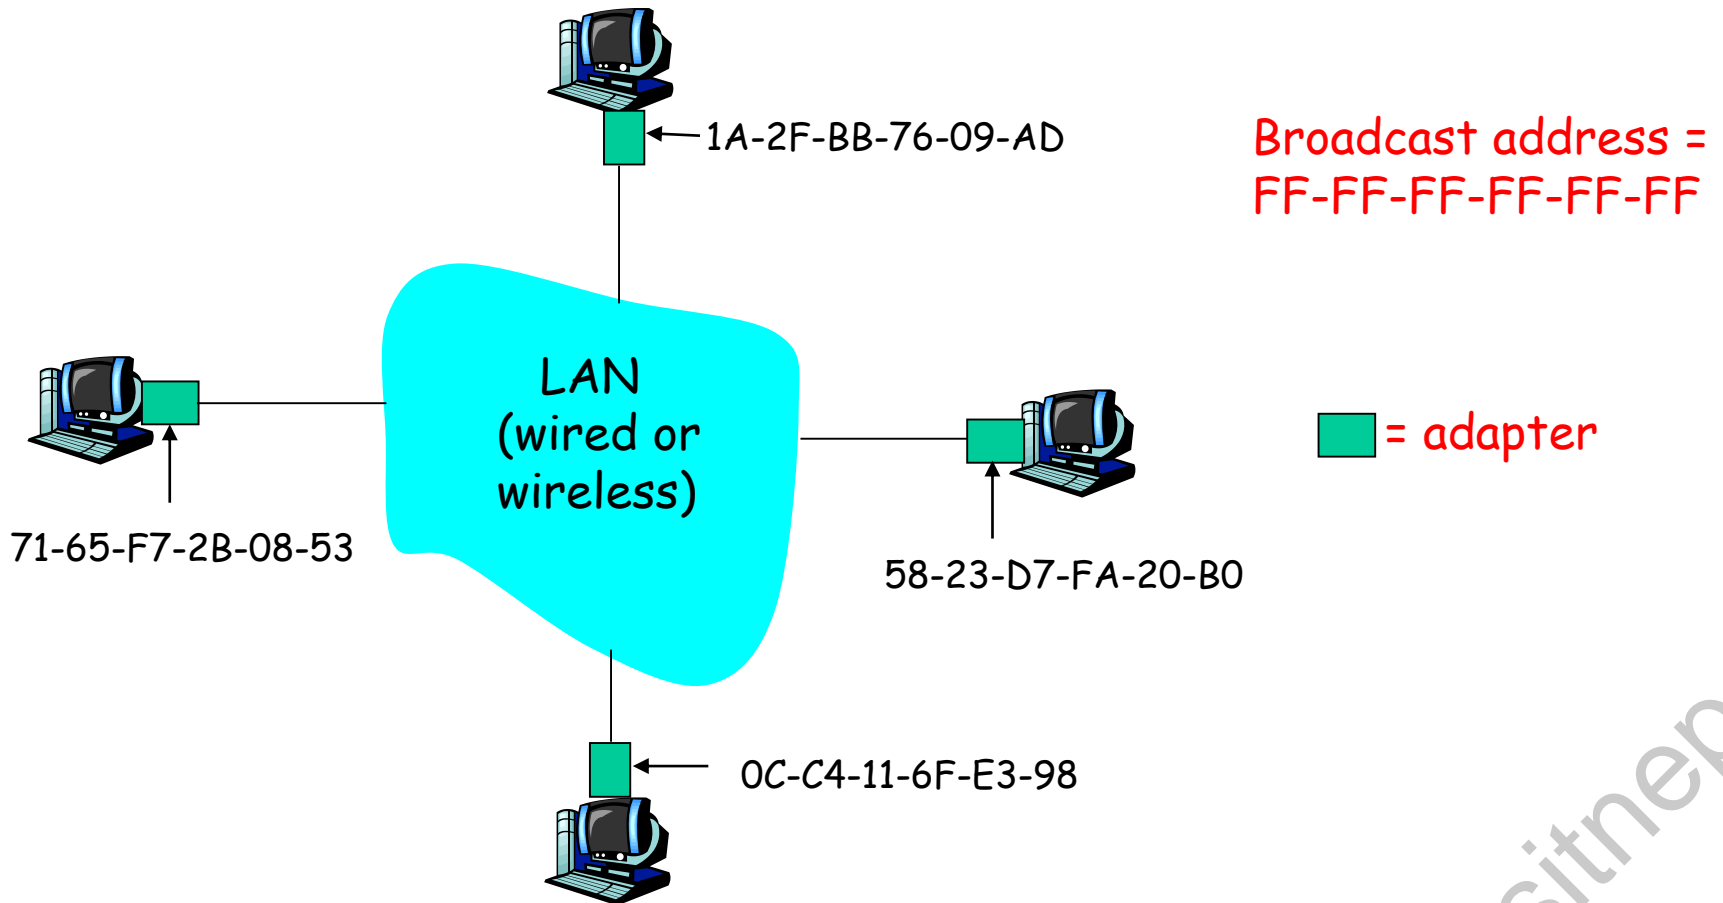 1A-2F-BB-76-09-AD
Broadcast address =
FF-FF-FF-FF-FF-FF
LAN
(wired or
wireless)
= adapter
71-65-F7-2B-08-53
58-23-D7-FA-20-B0
0C-C4-11-6F-E3-98